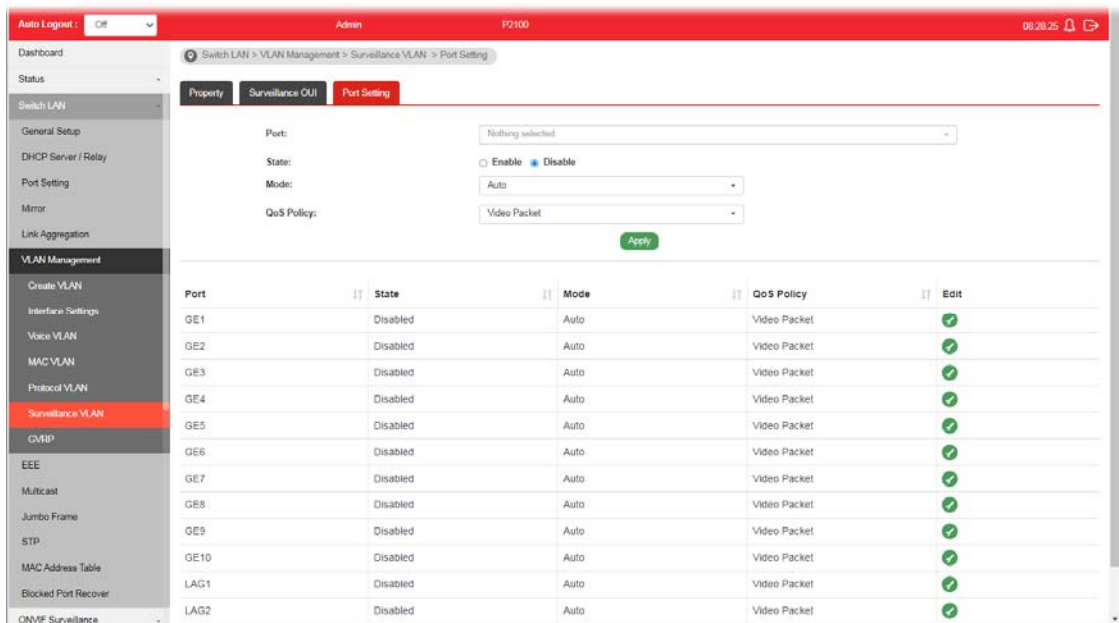 Auto Logout : Off Admin P2100 08:28:25
Dashboard
Status
Switch LAN
General Setup
DHCP Server / Relay
Port Setting
Mirror
Link Aggregation
VLAN Management
Create VLAN
Interface Settings
Voice VLAN
MAC VLAN
Protocol VLAN
Surveillance VLAN
GVRP
EEE
Multicast
Jumbo Frame
STP
MAC Address Table
Blocked Port Recover
ONVIF Surveillance
Switch LAN > VLAN Management > Surveillance VLAN > Port Setting
Property Surveillance OUI Port Setting
Port: Nothing selected
State: Enable Disable
Mode: Auto
QoS Policy: Video Packet
Apply
Port State Mode QoS Policy Edit
GE1 Disabled Auto Video Packet
GE2 Disabled Auto Video Packet
GE3 Disabled Auto Video Packet
GE4 Disabled Auto Video Packet
GE5 Disabled Auto Video Packet
GE6 Disabled Auto Video Packet
GE7 Disabled Auto Video Packet
GE8 Disabled Auto Video Packet
GE9 Disabled Auto Video Packet
GE10 Disabled Auto Video Packet
LAG1 Disabled Auto Video Packet
LAG2 Disabled Auto Video Packet